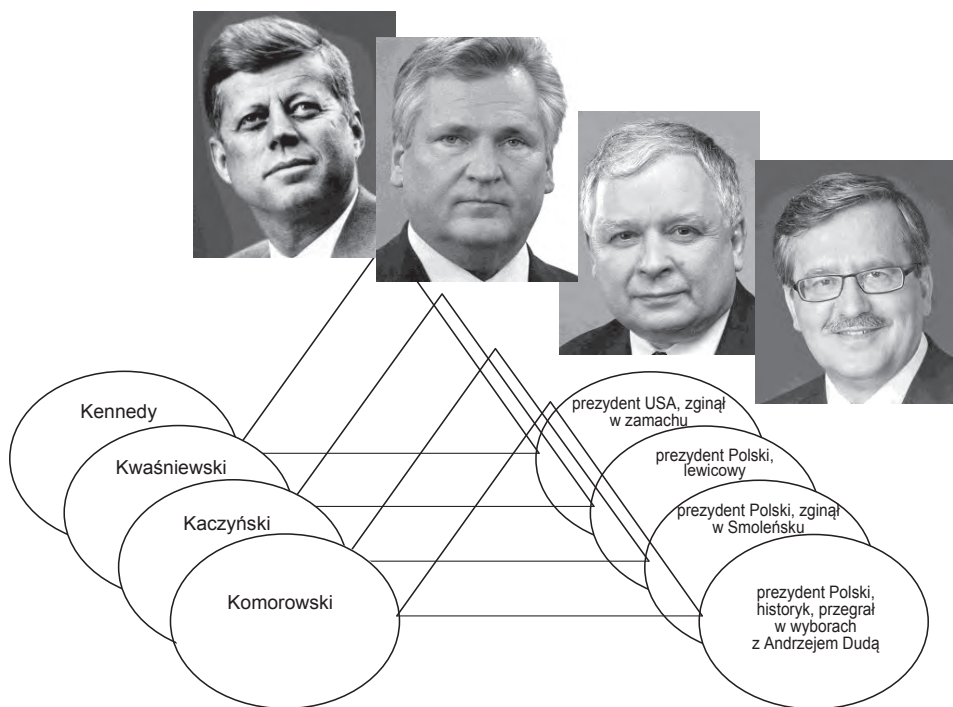 Kennedy
Kwaśniewski
Kaczyński
Komorowski
prezydent USA, zginął
w zamachu
prezydent Polski,
lewicowy
prezydent Polski, zginął
w Smoleńsku
prezydent Polski,
historyk, przegrał
w wyborach
z Andrzejem Dudą